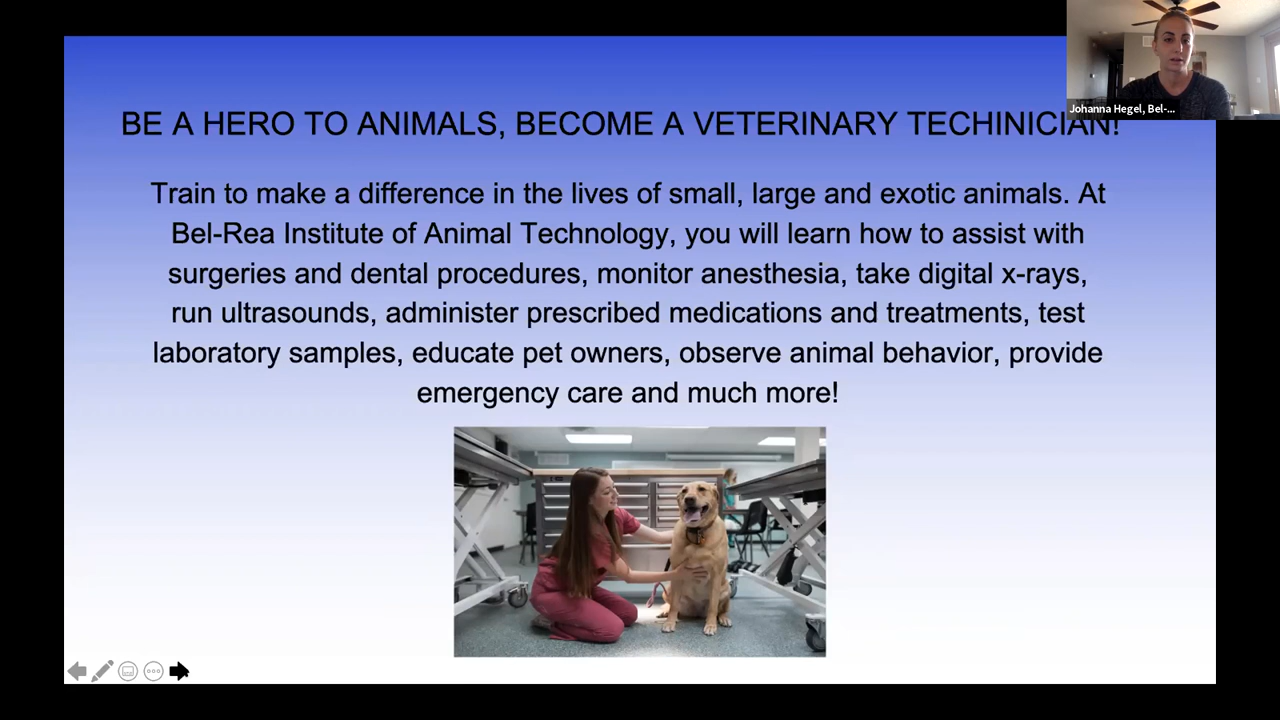 BE A HERO TO ANIMALS, BECOME A VETERINARY TECHINICIAN!
Johanna Hegel, Bel-...
Train to make a difference in the lives of small, large and exotic animals. At
Bel-Rea Institute of Animal Technology, you will learn how to assist with
surgeries and dental procedures, monitor anesthesia, take digital x-rays,
run ultrasounds, administer prescribed medications and treatments, test
laboratory samples, educate pet owners, observe animal behavior, provide
emergency care and much more!